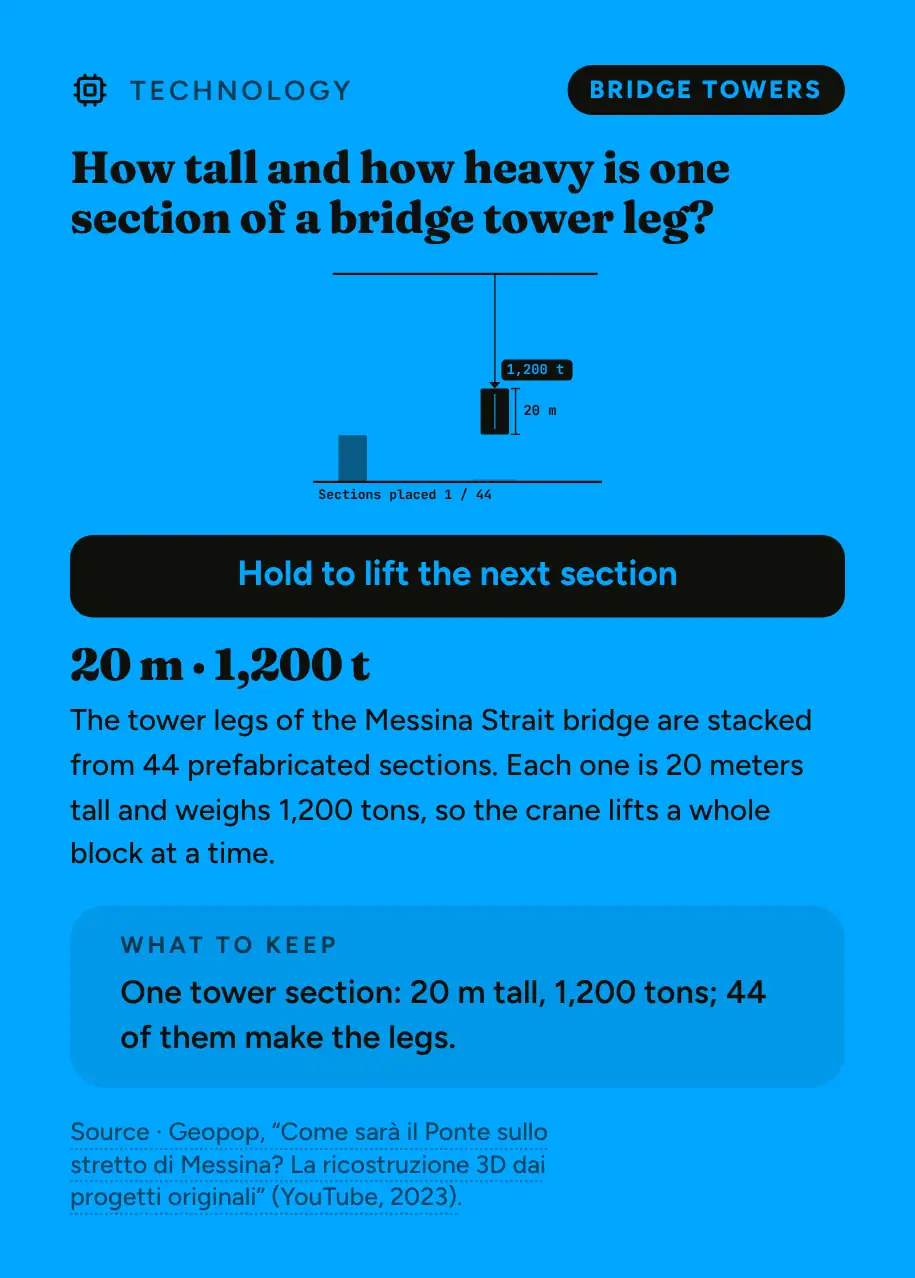 TECHNOLOGY
BRIDGE TOWERS
How tall and how heavy is one
section of a bridge tower leg?
1,200 t
20 m
Sections placed 1 / 44
Hold to lift the next section
20 m · 1,200 t
The tower legs of the Messina Strait bridge are stacked
from 44 prefabricated sections. Each one is 20 meters
tall and weighs 1,200 tons, so the crane lifts a whole
block at a time.
WHAT TO KEEP
One tower section: 20 m tall, 1,200 tons; 44
of them make the legs.
Source · Geopop, “Come sarà il Ponte sullo
stretto di Messina? La ricostruzione 3D dai
progetti originali” (YouTube, 2023).